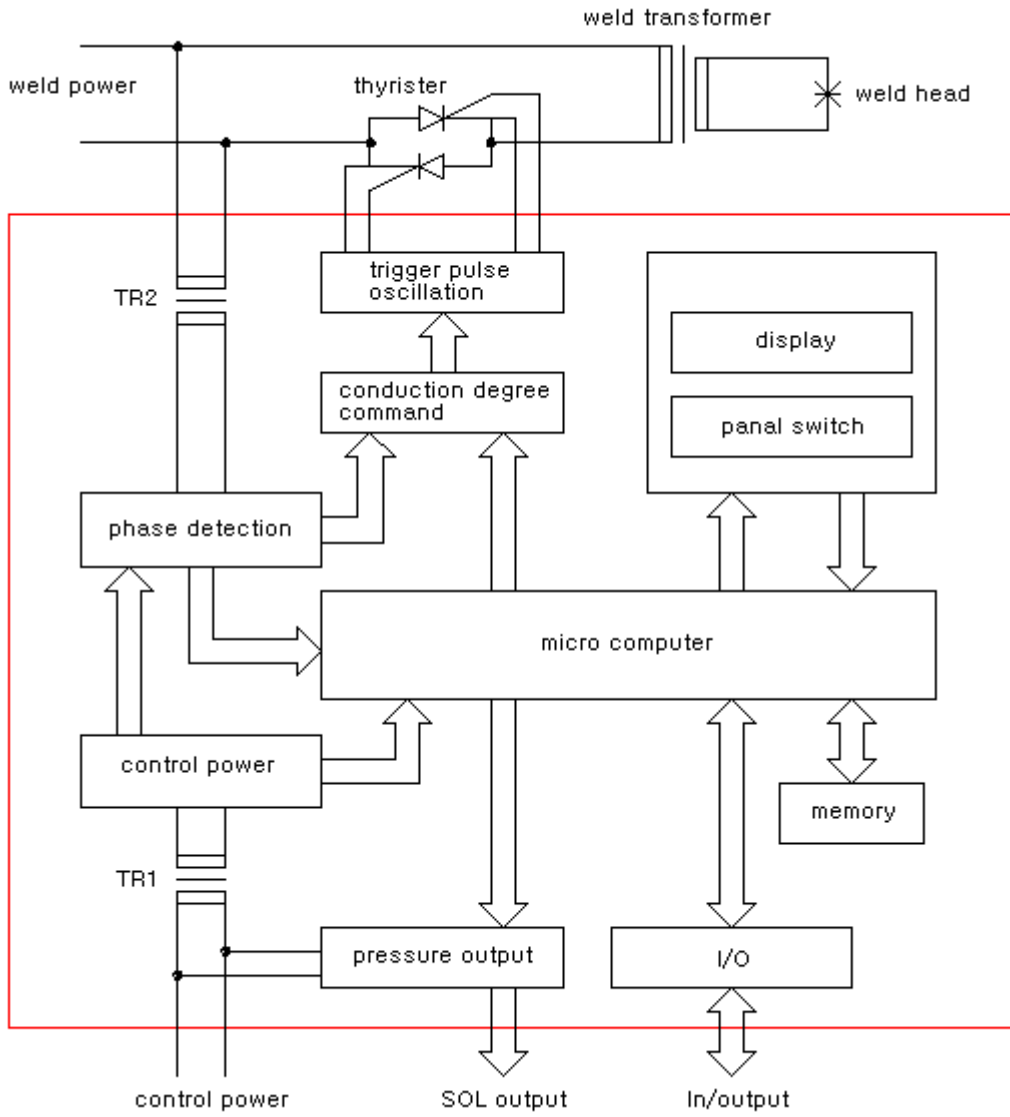 weld transformer
weld power
thyrister
weld head
TR2
trigger pulse
oscillation
display
conduction degree
command
panal switch
phase detection
micro computer
control power
memory
TR1
pressure output
I/O
control power
SOL output
In/output